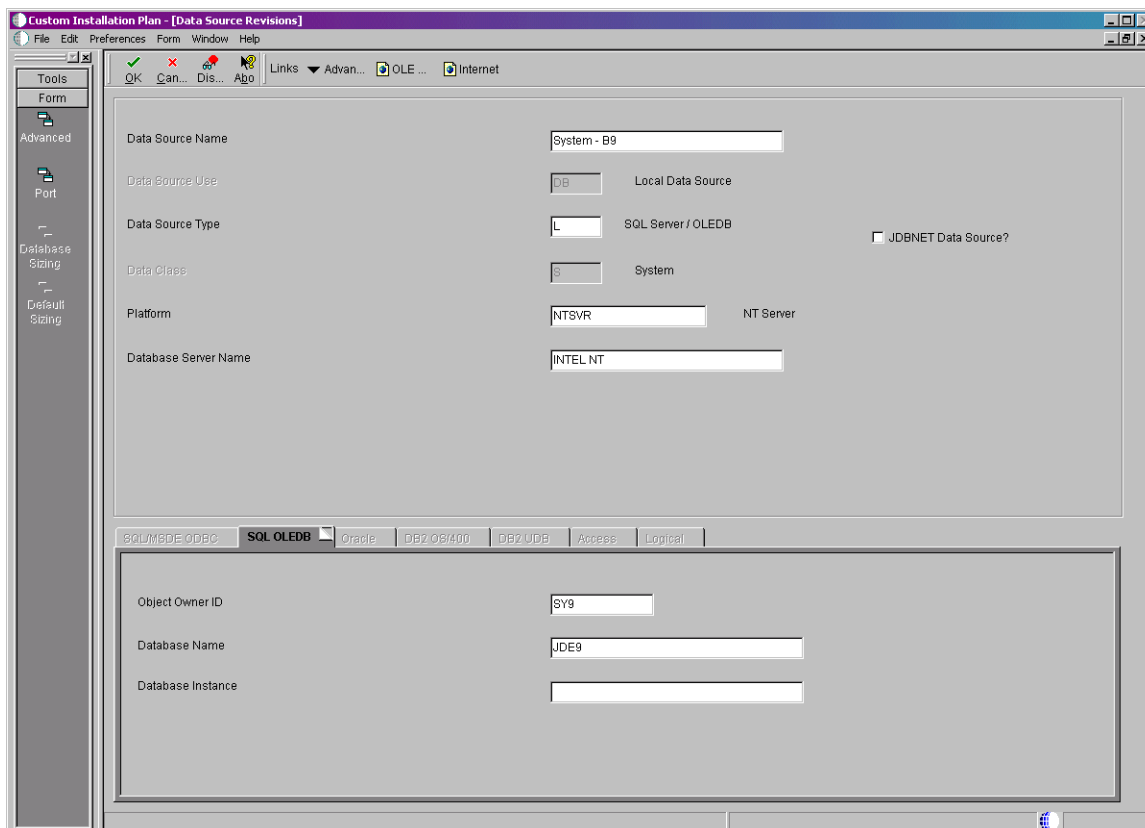 Custom Installation Plan - [Data Source Revisions]
File Edit Preferences Form Window Help
OK Can... Dis... Abo Links Advan... OLE ... Internet
Tools
Form
Advanced
Port
Database
Sizing
Default
Sizing
Data Source Name System - B9
Data Source Use DB Local Data Source
Data Source Type L SQL Server / OLEDB
JDBNET Data Source?
Data Class S System
Platform NTSVR NT Server
Database Server Name INTEL NT
SQL/MSDE ODBC SQL OLEDB Oracle DB2 OS/400 DB2 UDB Access Logical
Object Owner ID SY9
Database Name JDE9
Database Instance